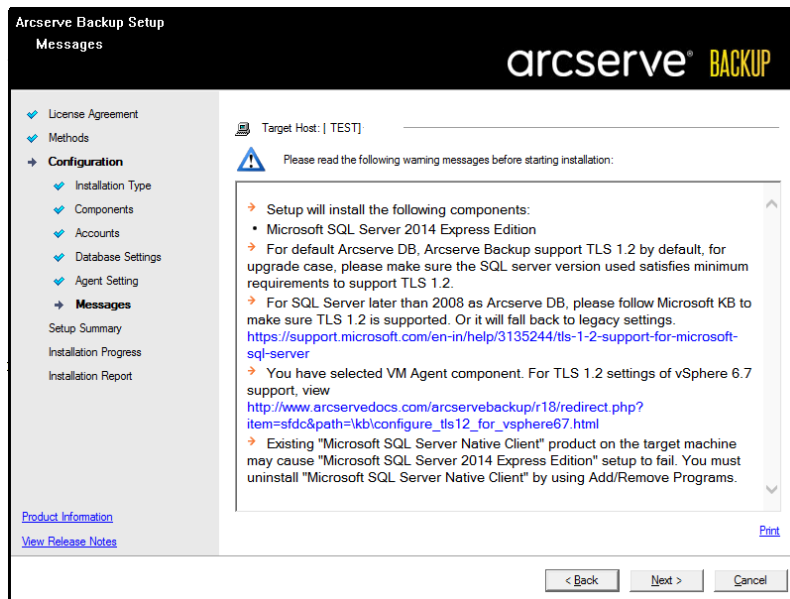 Arcserve Backup Setup
Messages
arcserve® BACKUP
License Agreement
Methods
Configuration
Installation Type
Components
Accounts
Database Settings
Agent Setting
Messages
Setup Summary
Installation Progress
Installation Report
Product Information
View Release Notes
Target Host: [ TEST]
Please read the following warning messages before starting installation:
Setup will install the following components:
• Microsoft SQL Server 2014 Express Edition
For default Arcserve DB, Arcserve Backup support TLS 1.2 by default, for
upgrade case, please make sure the SQL server version used satisfies minimum
requirements to support TLS 1.2.
For SQL Server later than 2008 as Arcserve DB, please follow Microsoft KB to
make sure TLS 1.2 is supported. Or it will fall back to legacy settings.
https://support.microsoft.com/en-in/help/3135244/tls-1-2-support-for-microsoft-
sql-server
You have selected VM Agent component. For TLS 1.2 settings of vSphere 6.7
support, view
http://www.arcservedocs.com/arcservebackup/r18/redirect.php?
item=sfdc&path=\kb\configure_tls12_for_vsphere67.html
Existing "Microsoft SQL Server Native Client" product on the target machine
may cause "Microsoft SQL Server 2014 Express Edition" setup to fail. You must
uninstall "Microsoft SQL Server Native Client" by using Add/Remove Programs.
Print
< Back
Next >
Cancel